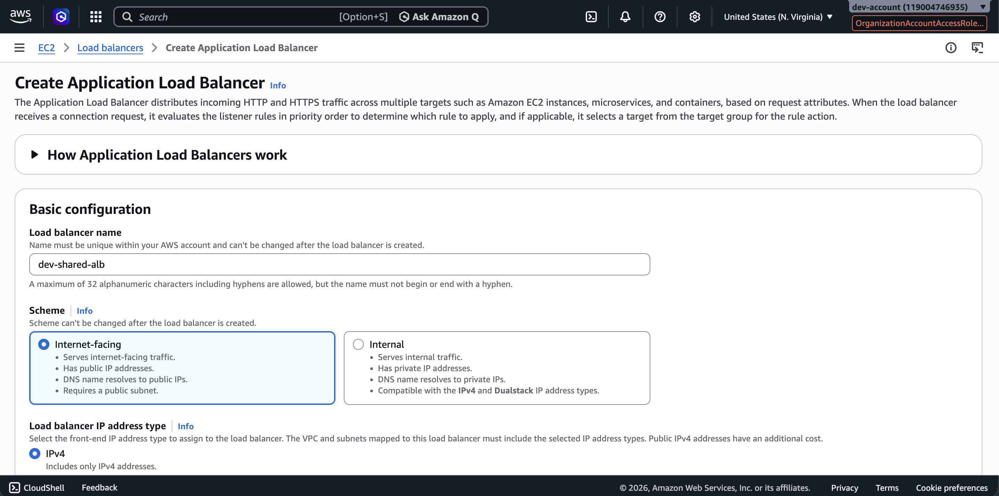 aws
Search [Option+S] Ask Amazon Q
United States (N. Virginia)
dev-account (119004746935)
OrganizationAccountAccessRole...
EC2 Load balancers Create Application Load Balancer
Create Application Load Balancer Info
The Application Load Balancer distributes incoming HTTP and HTTPS traffic across multiple targets such as Amazon EC2 instances, microservices, and containers, based on request attributes. When the load balancer
receives a connection request, it evaluates the listener rules in priority order to determine which rule to apply, and if applicable, it selects a target from the target group for the rule action.
How Application Load Balancers work
Basic configuration
Load balancer name
Name must be unique within your AWS account and can't be changed after the load balancer is created.
dev-shared-alb
A maximum of 32 alphanumeric characters including hyphens are allowed, but the name must not begin or end with a hyphen.
Scheme Info
Scheme can't be changed after the load balancer is created.
Internet-facing
• Serves internet-facing traffic.
• Has public IP addresses.
• DNS name resolves to public IPs.
• Requires a public subnet.
Internal
• Serves internal traffic.
• Has private IP addresses.
• DNS name resolves to private IPs.
• Compatible with the IPv4 and Dualstack IP address types.
Load balancer IP address type Info
Select the front-end IP address type to assign to the load balancer. The VPC and subnets mapped to this load balancer must include the selected IP address types. Public IPv4 addresses have an additional cost.
IPv4
Includes only IPv4 addresses.
CloudShell Feedback © 2026, Amazon Web Services, Inc. or its affiliates. Privacy Terms Cookie preferences